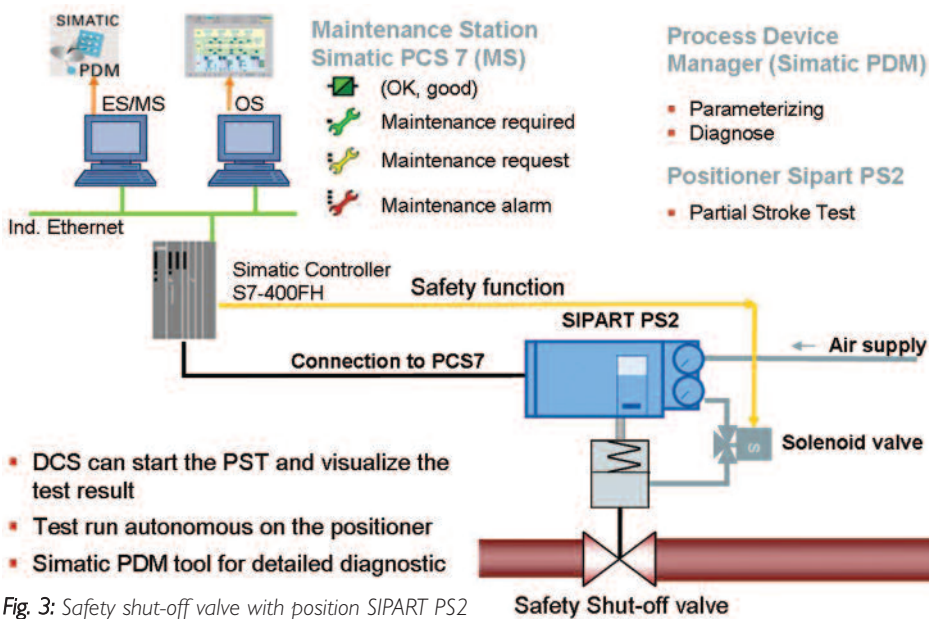 SIMATIC
PDM
ES/MS
OS
Maintenance Station
Simatic PCS 7 (MS)
(OK, good)
Maintenance required
Maintenance request
Maintenance alarm
Process Device
Manager (Simatic PDM)
▪ Parameterizing
▪ Diagnose
Positioner Sipart PS2
▪ Partial Stroke Test
Ind. Ethernet
Simatic Controller
S7-400FH
Safety function
SIPART PS2
Air supply
Connection to PCS7
Solenoid valve
S
▪ DCS can start the PST and visualize the
test result
▪ Test run autonomous on the positioner
▪ Simatic PDM tool for detailed diagnostic
Fig. 3: Safety shut-off valve with position SIPART PS2
Safety Shut-off valve